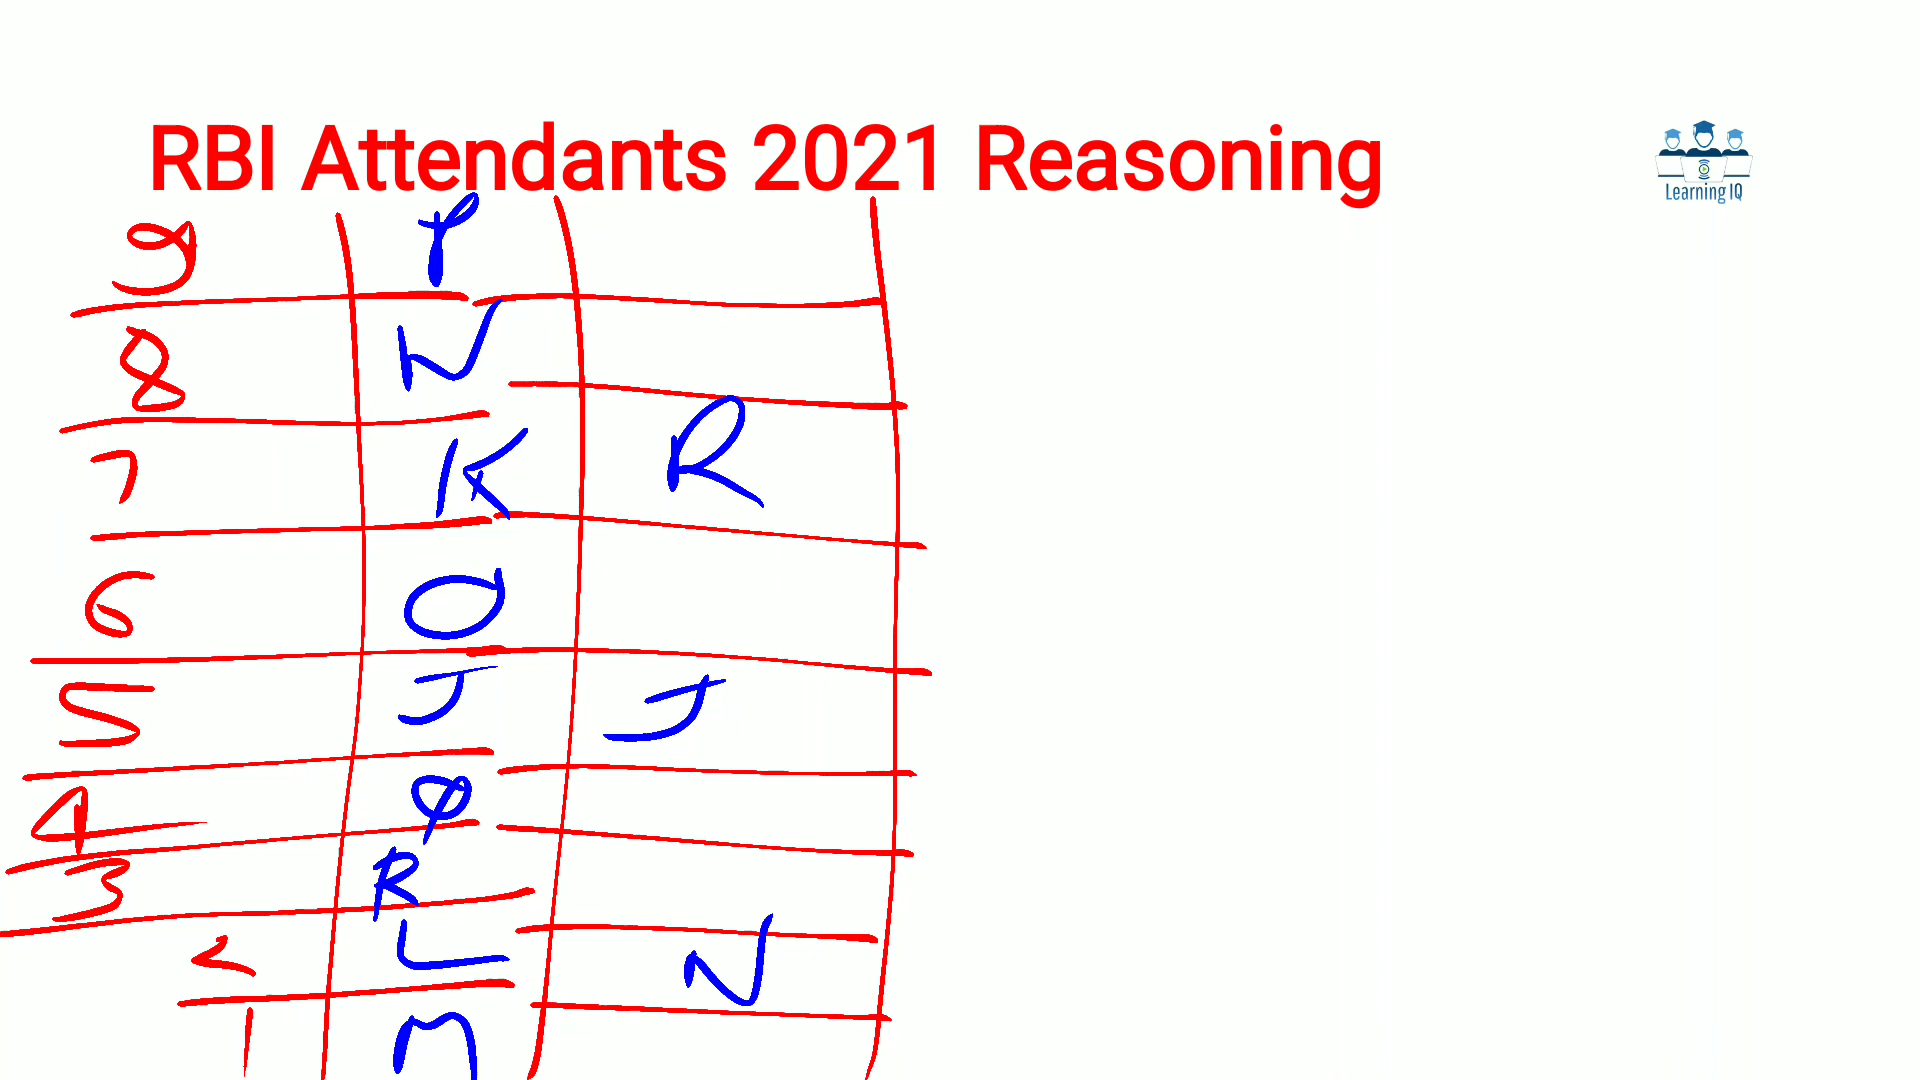 RBI Attendants 2021 Reasoning
Learning IQ
9 P
8 N
7 K R
6 O
5 J J
4 Q
3 R
2 L N
1 M